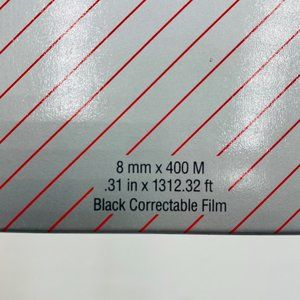 8 mm x 400 M
.31 in x 1312.32 ft
Black Correctable Film